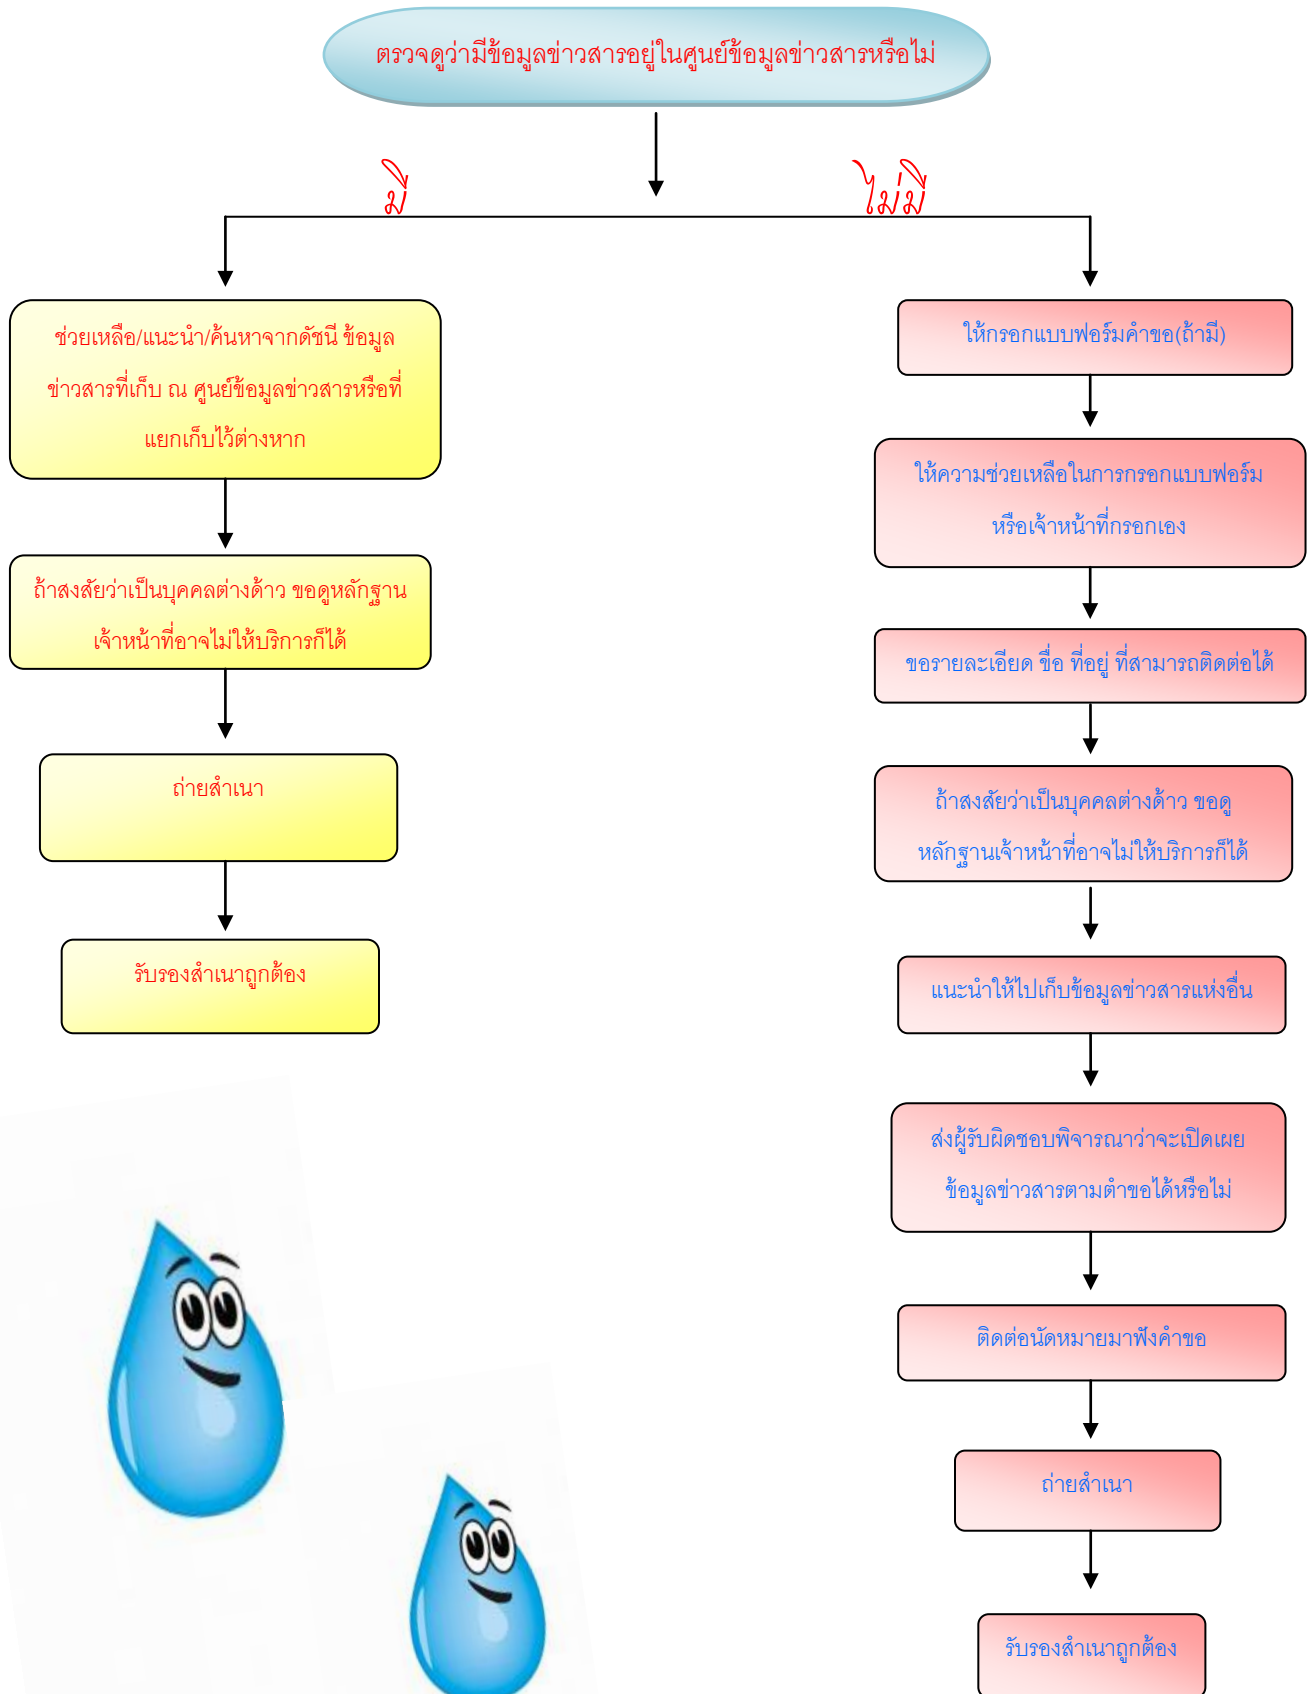 ตรวจดูว่ามีข้อมูลข่าวสารอยู่ในศูนย์ข้อมูลข่าวสารหรือไม่
มี
ไม่มี
ช่วยเหลือ/แนะนำ/ค้นหาจากดัชนี ข้อมูล
ข่าวสารที่เก็บ ณ ศูนย์ข้อมูลข่าวสารหรือที่
แยกเก็บไว้ต่างหาก
ถ้าสงสัยว่าเป็นบุคคลต่างด้าว ขอดูหลักฐาน
เจ้าหน้าที่อาจไม่ให้บริการก็ได้
ถ่ายสำเนา
รับรองสำเนาถูกต้อง
ให้กรอกแบบฟอร์มคำขอ(ถ้ามี)
ให้ความช่วยเหลือในการกรอกแบบฟอร์ม
หรือเจ้าหน้าที่กรอกเอง
ขอรายละเอียด ขื่อ ที่อยู่ ที่สามารถติดต่อได้
ถ้าสงสัยว่าเป็นบุคคลต่างด้าว ขอดู
หลักฐานเจ้าหน้าที่อาจไม่ให้บริการก็ได้
แนะนำให้ไปเก็บข้อมูลข่าวสารแห่งอื่น
ส่งผู้รับผิดชอบพิจารณาว่าจะเปิดเผย
ข้อมูลข่าวสารตามตำขอได้หรือไม่
ติดต่อนัดหมายมาฟังคำขอ
ถ่ายสำเนา
รับรองสำเนาถูกต้อง